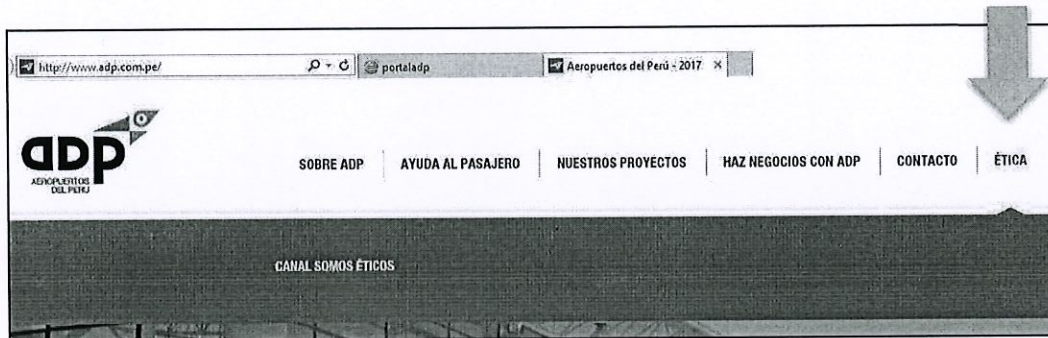 http://www.adp.com.pe/
portaladp
Aeropuertos del Perú - 2017
adp
AEROPUERTOS
DEL PERÚ
SOBRE ADP
AYUDA AL PASAJERO
NUESTROS PROYECTOS
HAZ NEGOCIOS CON ADP
CONTACTO
ÉTICA
CANAL SOMOS ÉTICOS